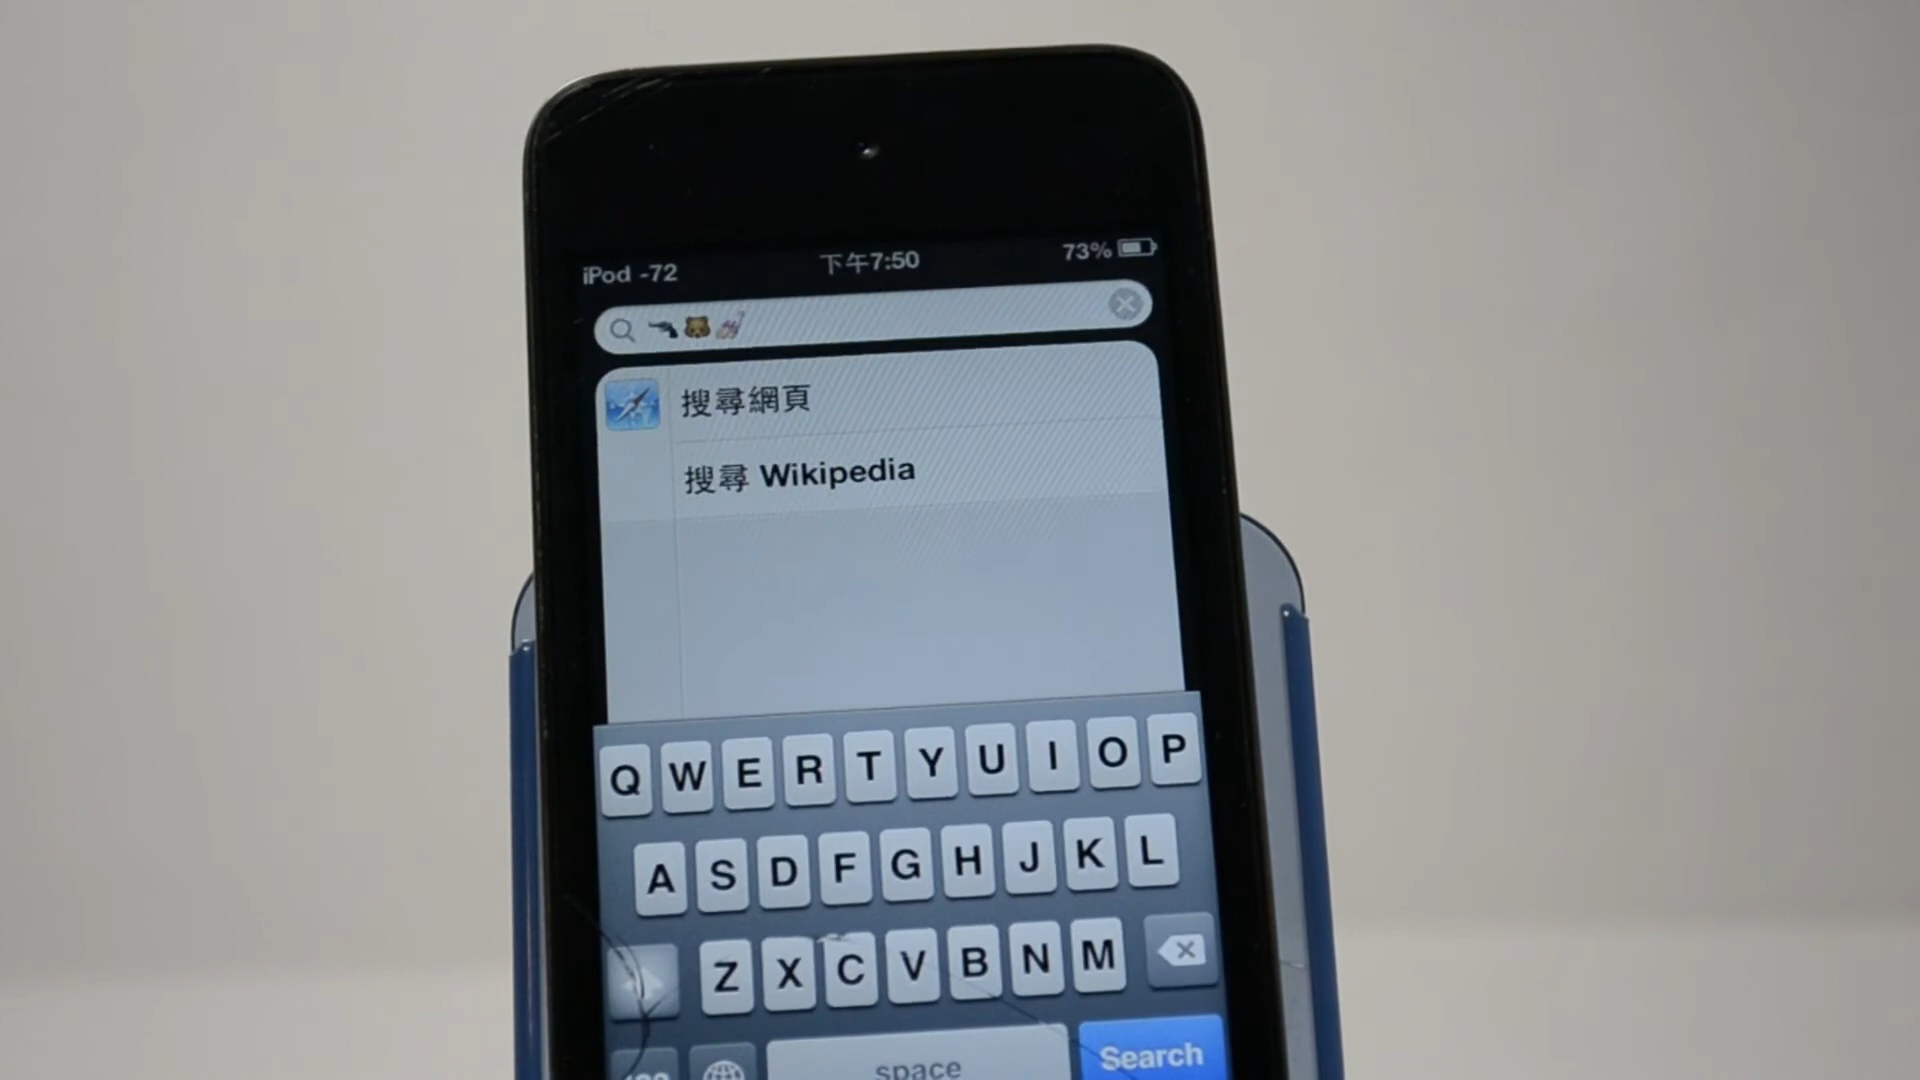 iPod -72 下午7:50 73%
🔫🐻💅
搜尋網頁
搜尋 Wikipedia
Q W E R T Y U I O P
A S D F G H J K L
Z X C V B N M
space Search